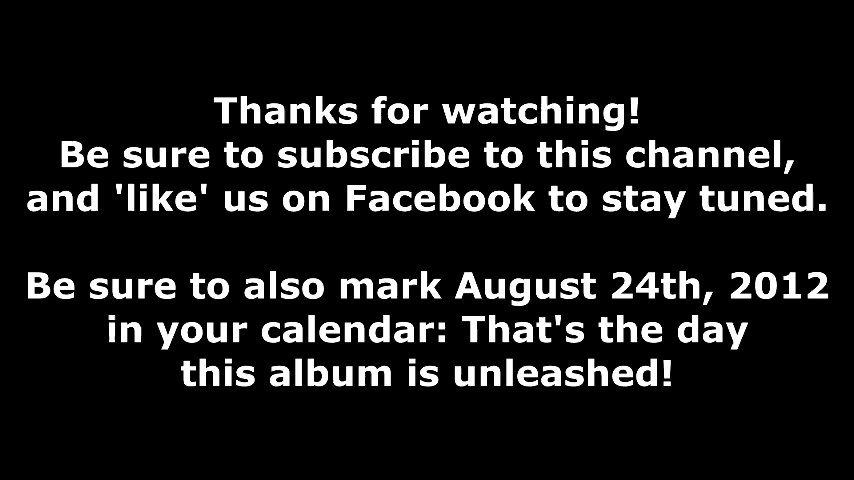 Thanks for watching!
Be sure to subscribe to this channel,
and 'like' us on Facebook to stay tuned.
Be sure to also mark August 24th, 2012
in your calendar: That's the day
this album is unleashed!